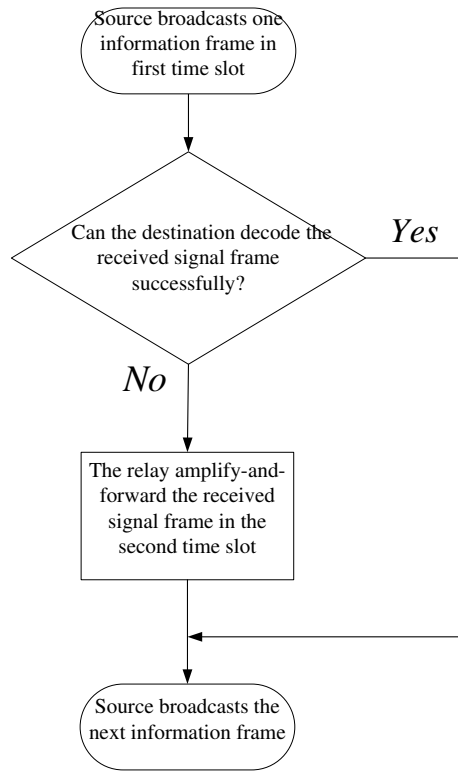 Source broadcasts one
information frame in
first time slot
Can the destination decode the
received signal frame
successfully?
Yes
No
The relay amplify-and-
forward the received
signal frame in the
second time slot
Source broadcasts the
next information frame